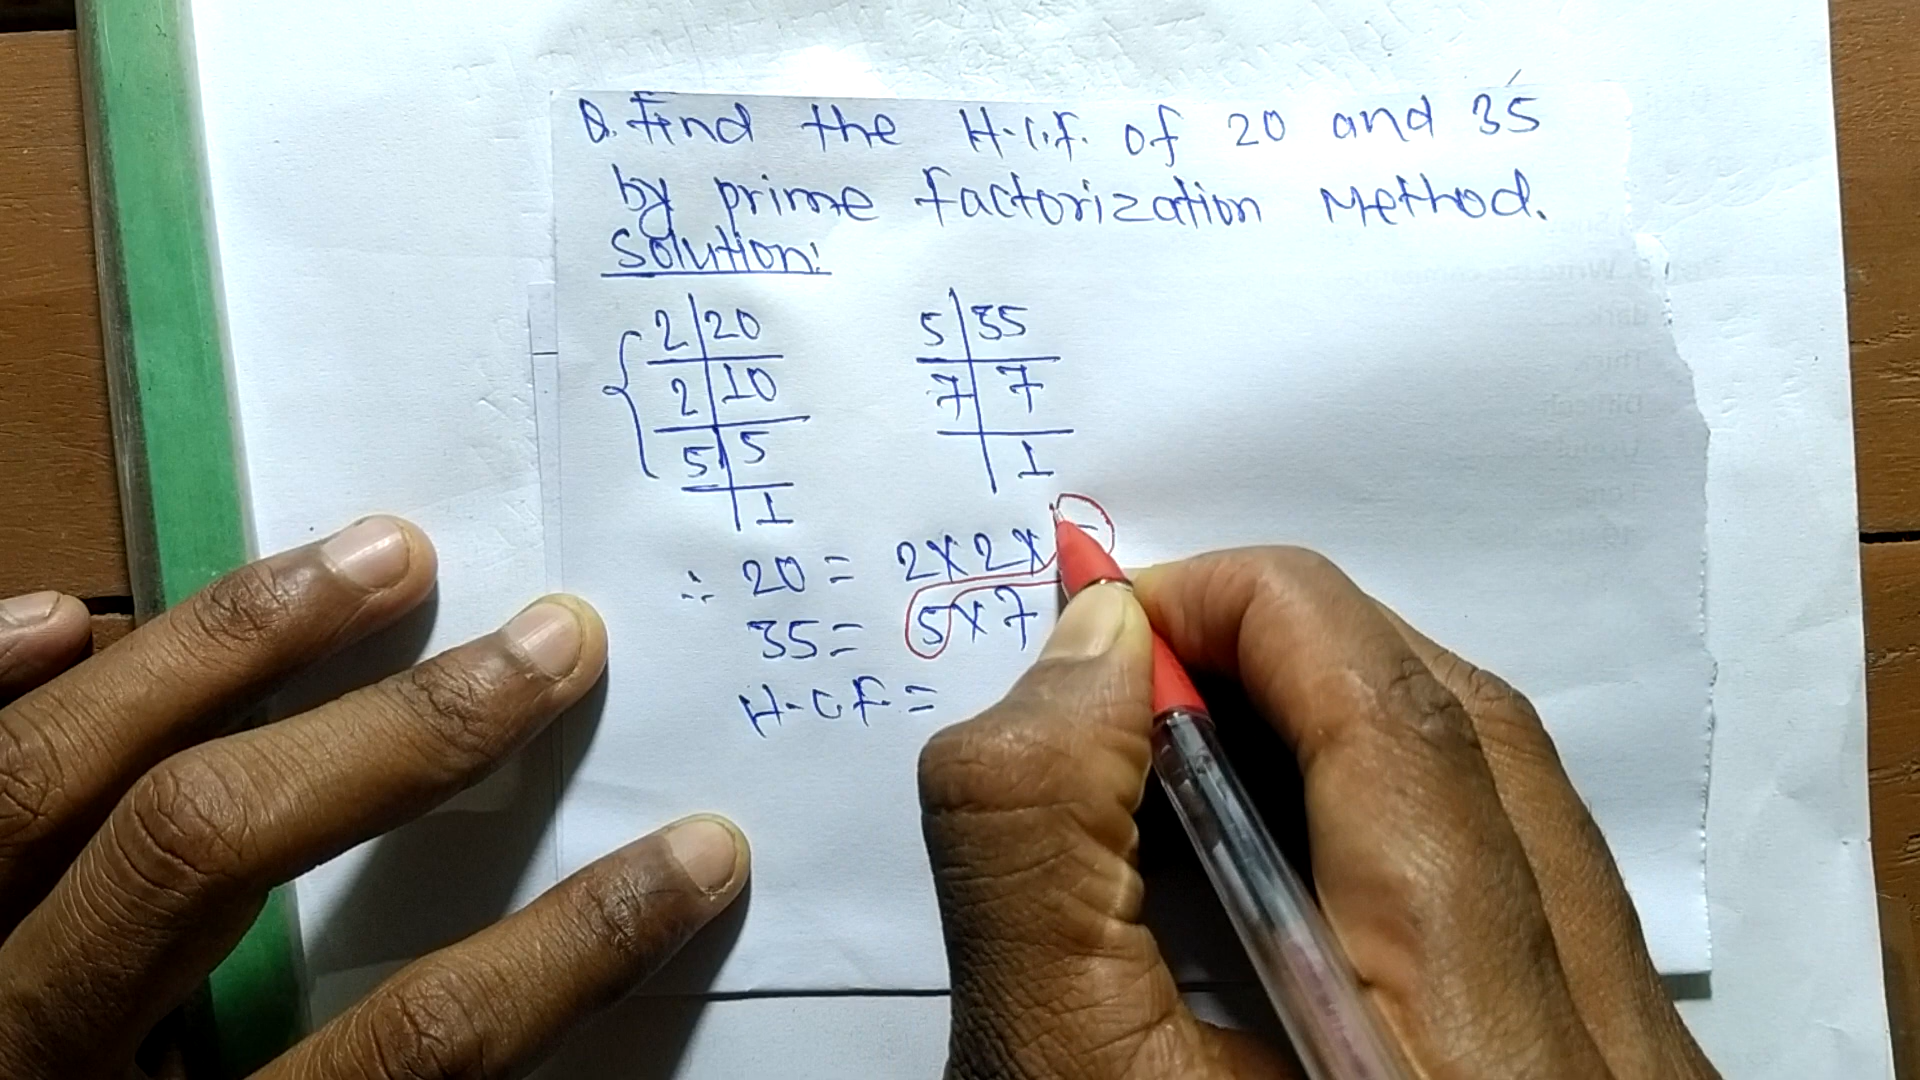 Q. Find the H.C.F. of 20 and 35
by prime factorization Method.
Solution:
2 20
2 10
5 5
1
5 35
7 7
1
∴ 20 = 2 x 2 x
35 = 5 x 7
H.C.F. =